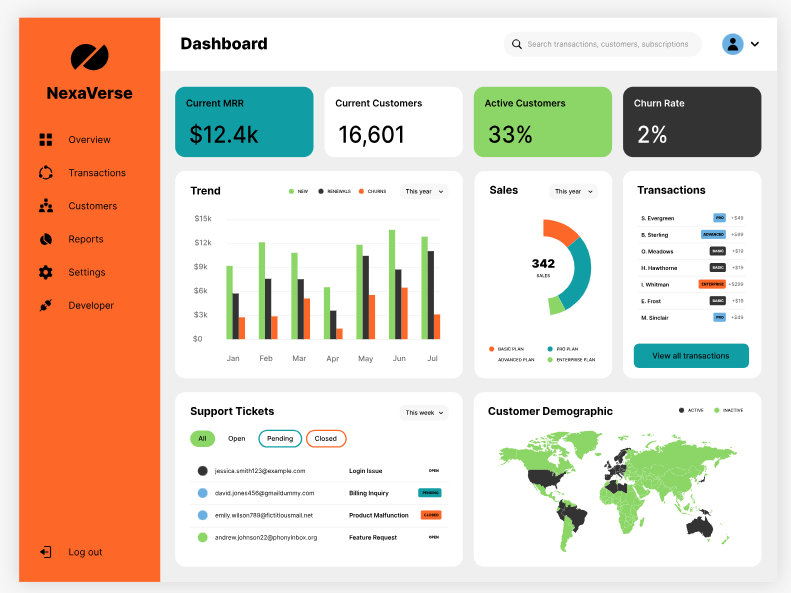 NexaVerse
Overview
Transactions
Customers
Reports
Settings
Developer
Log out
Dashboard
Search transactions, customers, subscriptions
Current MRR
$12.4k
Current Customers
16,601
Active Customers
33%
Churn Rate
2%
Trend
NEW RENEWALS CHURNS
This year
$15k
$12k
$9k
$6k
$3k
$0
Jan Feb Mar Apr May Jun Jul
Sales
This year
342
SALES
BASIC PLAN PRO PLAN
ADVANCED PLAN ENTERPRISE PLAN
Transactions
S. Evergreen PRO +$49
B. Sterling ADVANCED +$99
O. Meadows BASIC +$19
H. Hawthorne BASIC +$19
I. Whitman ENTERPRISE +$299
E. Frost BASIC +$19
M. Sinclair PRO +$49
View all transactions
Support Tickets
This week
All Open Pending Closed
jessica.smith123@example.com Login Issue OPEN
david.jones456@gmaildummy.com Billing Inquiry PENDING
emily.wilson789@fictitiousmail.net Product Malfunction CLOSED
andrew.johnson22@phonyinbox.org Feature Request OPEN
Customer Demographic
ACTIVE INACTIVE